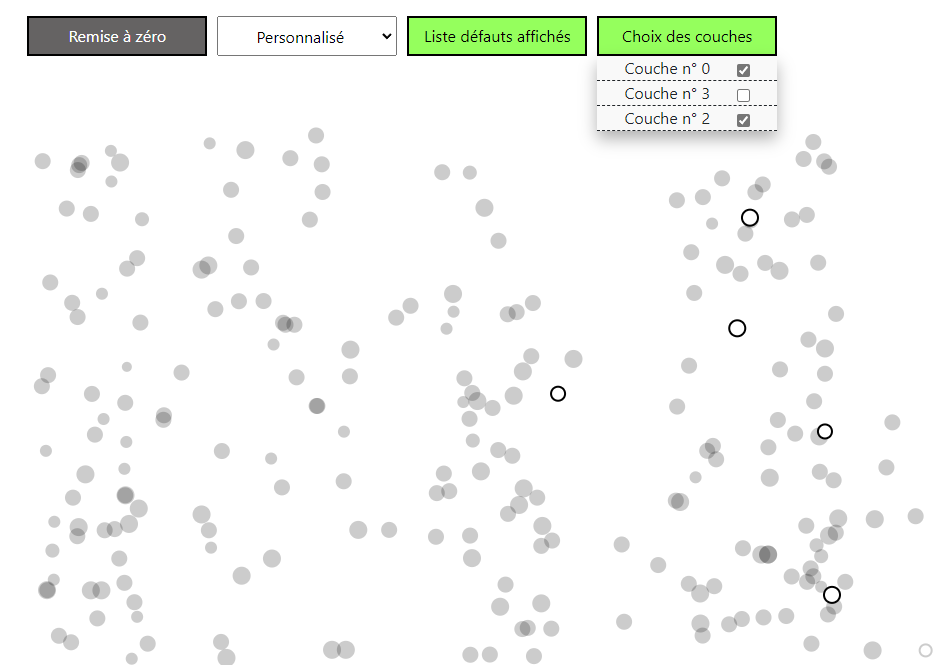 Remise à zéro
Personnalisé
Liste défauts affichés
Choix des couches
Couche n° 0
Couche n° 3
Couche n° 2